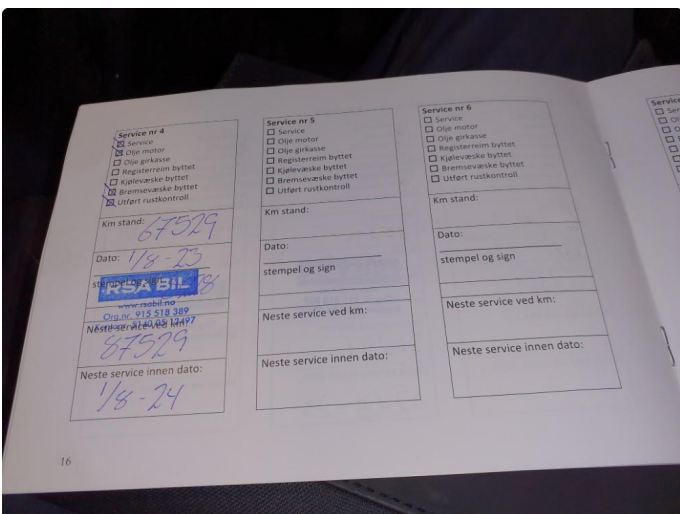 Service nr 4
Service
Olje motor
Olje girkasse
Registerreim byttet
Kjølevæske byttet
Bremsevæske byttet
Utført rustkontroll
Km stand:
67529
Dato: 1/8-23
stempel og sign
RSA BIL
www.rsabil.no
Org.nr. 915 518 389
Neste service ved km:
87529
Neste service innen dato:
1/8-24
Service nr 5
Service
Olje motor
Olje girkasse
Registerreim byttet
Kjølevæske byttet
Bremsevæske byttet
Utført rustkontroll
Km stand:
Dato:
stempel og sign
Neste service ved km:
Neste service innen dato:
Service nr 6
Service
Olje motor
Olje girkasse
Registerreim byttet
Kjølevæske byttet
Bremsevæske byttet
Utført rustkontroll
Km stand:
Dato:
stempel og sign
Neste service ved km:
Neste service innen dato:
16